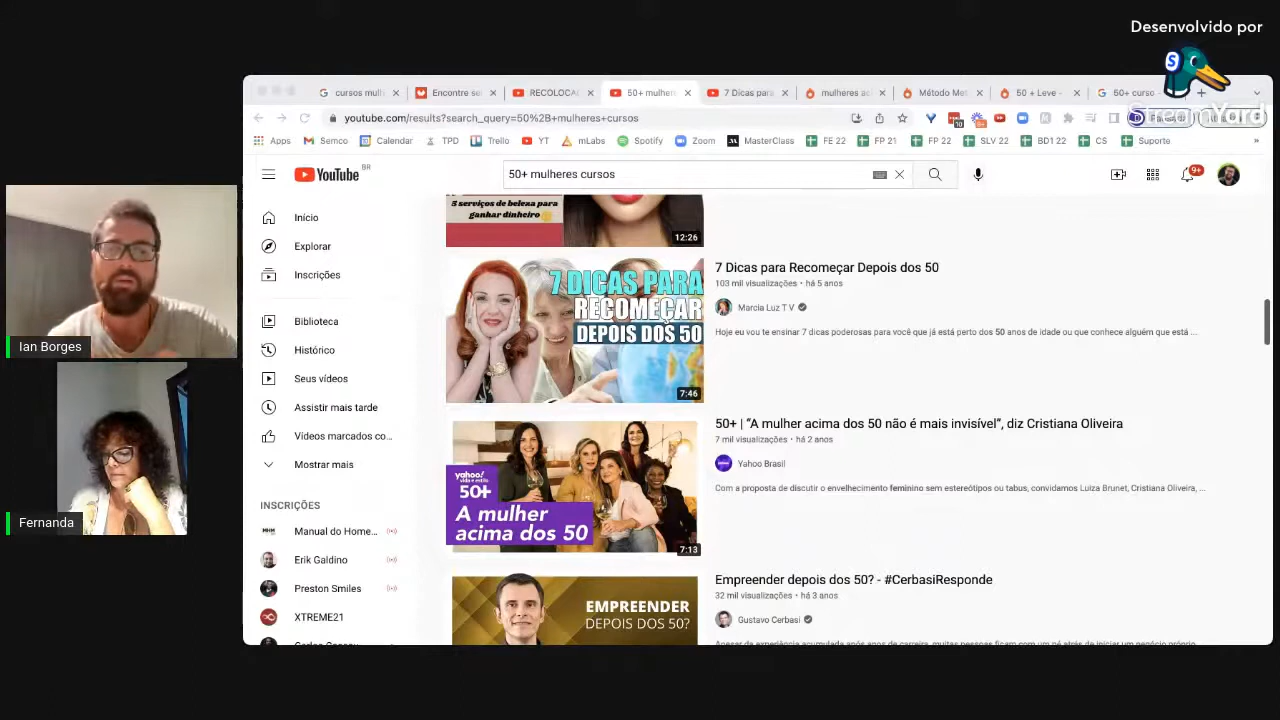 Desenvolvido por
S
StreamYard
cursos mulh
Encontre se
RECOLOCA
50+ mulhere
7 Dicas para
mulheres ac
Método Met
50 + Leve -
50+ curso -
youtube.com/results?search_query=50%2B+mulheres+cursos
Apps
Semco
Calendar
TPD
Trello
YT
mLabs
Spotify
Zoom
MasterClass
FE 22
FP 21
FP 22
SLV 22
BD1 22
CS
Suporte
»
YouTube BR
50+ mulheres cursos
9+
Início
Explorar
Inscrições
Biblioteca
Histórico
Seus vídeos
Assistir mais tarde
Vídeos marcados co...
Mostrar mais
INSCRIÇÕES
Manual do Home...
Erik Galdino
Preston Smiles
XTREME21
5 serviços de beleza para
ganhar dinheiro
12:26
7 DICAS PARA
RECOMEÇAR
DEPOIS DOS 50
7:46
7 Dicas para Recomeçar Depois dos 50
103 mil visualizações • há 5 anos
Marcia Luz T V
Hoje eu vou te ensinar 7 dicas poderosas para você que já está perto dos 50 anos de idade ou que conhece alguém que está ...
yahoo!
vida e estilo
50+
A mulher
acima dos 50
7:13
50+ | “A mulher acima dos 50 não é mais invisível”, diz Cristiana Oliveira
7 mil visualizações • há 2 anos
Yahoo Brasil
Com a proposta de discutir o envelhecimento feminino sem estereótipos ou tabus, convidamos Luiza Brunet, Cristiana Oliveira, ...
EMPREENDER
DEPOIS DOS 50?
Empreender depois dos 50? - #CerbasiResponde
32 mil visualizações • há 3 anos
Gustavo Cerbasi
Ian Borges
Fernanda